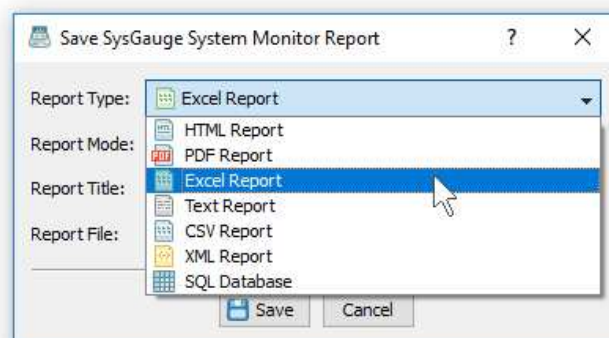 Save SysGauge System Monitor Report ?
Report Type: Excel Report
Report Mode:
Report Title:
Report File:
HTML Report
PDF Report
Excel Report
Text Report
CSV Report
XML Report
SQL Database
Save Cancel